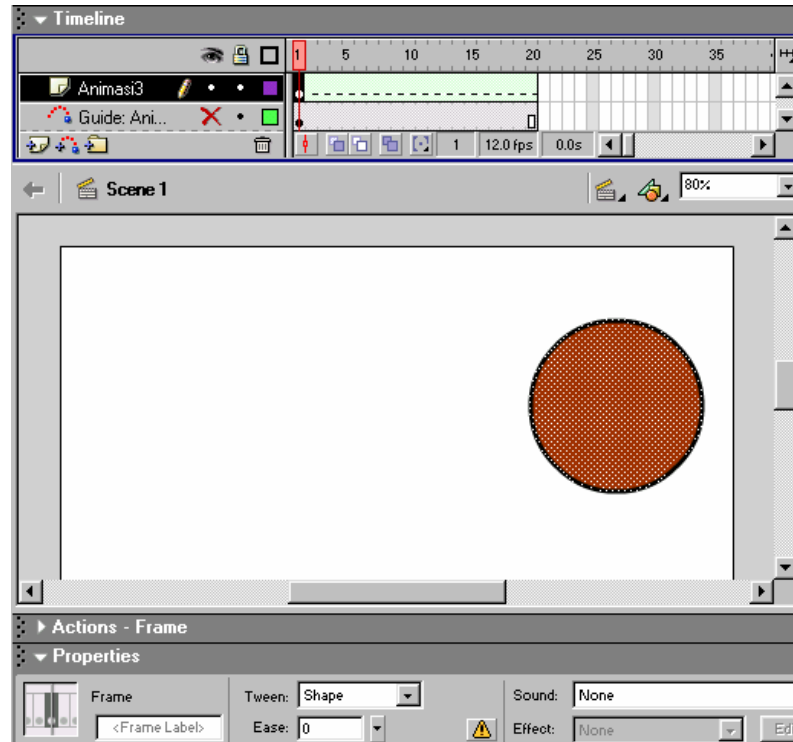 Timeline
1 5 10 15 20 25 30 35
Animasi3
Guide: Ani...
1 12.0 fps 0.0s
Scene 1 80%
Actions - Frame
Properties
Frame Tween: Shape Sound: None
<Frame Label> Ease: 0 Effect: None Edi